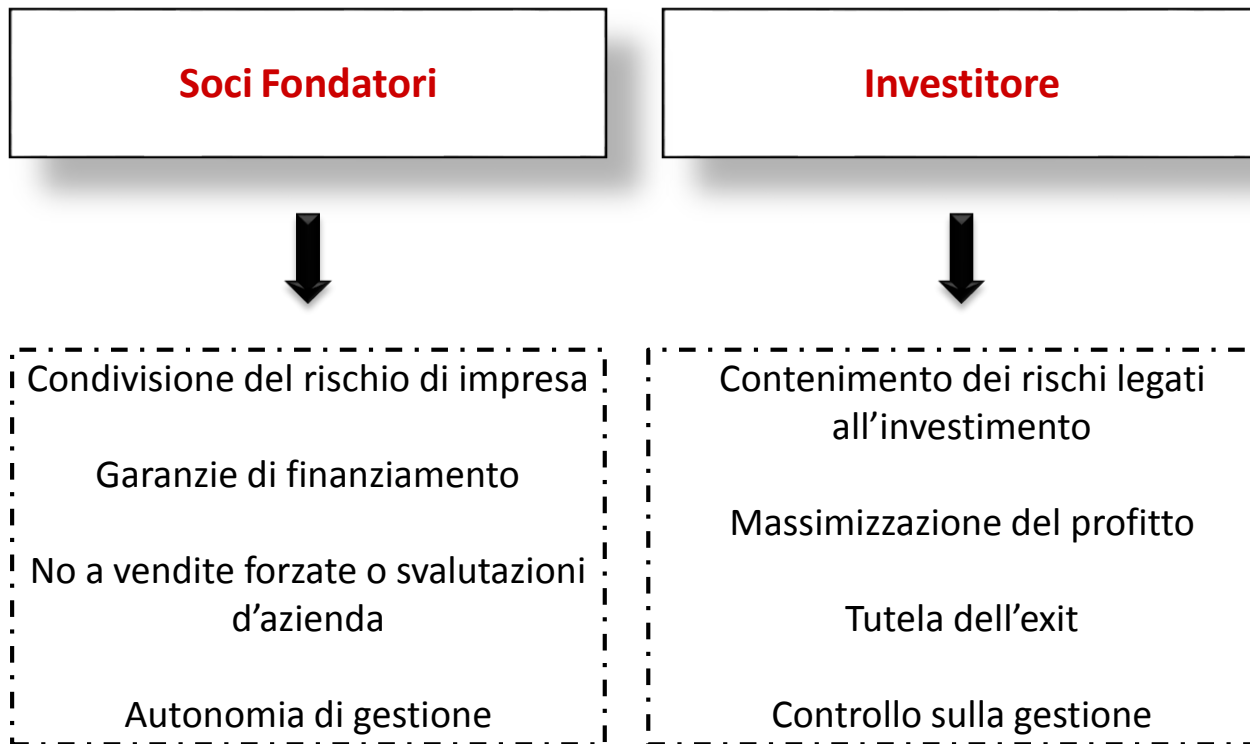 Soci Fondatori
Investitore
Condivisione del rischio di impresa
Garanzie di finanziamento
No a vendite forzate o svalutazioni
d’azienda
Autonomia di gestione
Contenimento dei rischi legati
all’investimento
Massimizzazione del profitto
Tutela dell’exit
Controllo sulla gestione